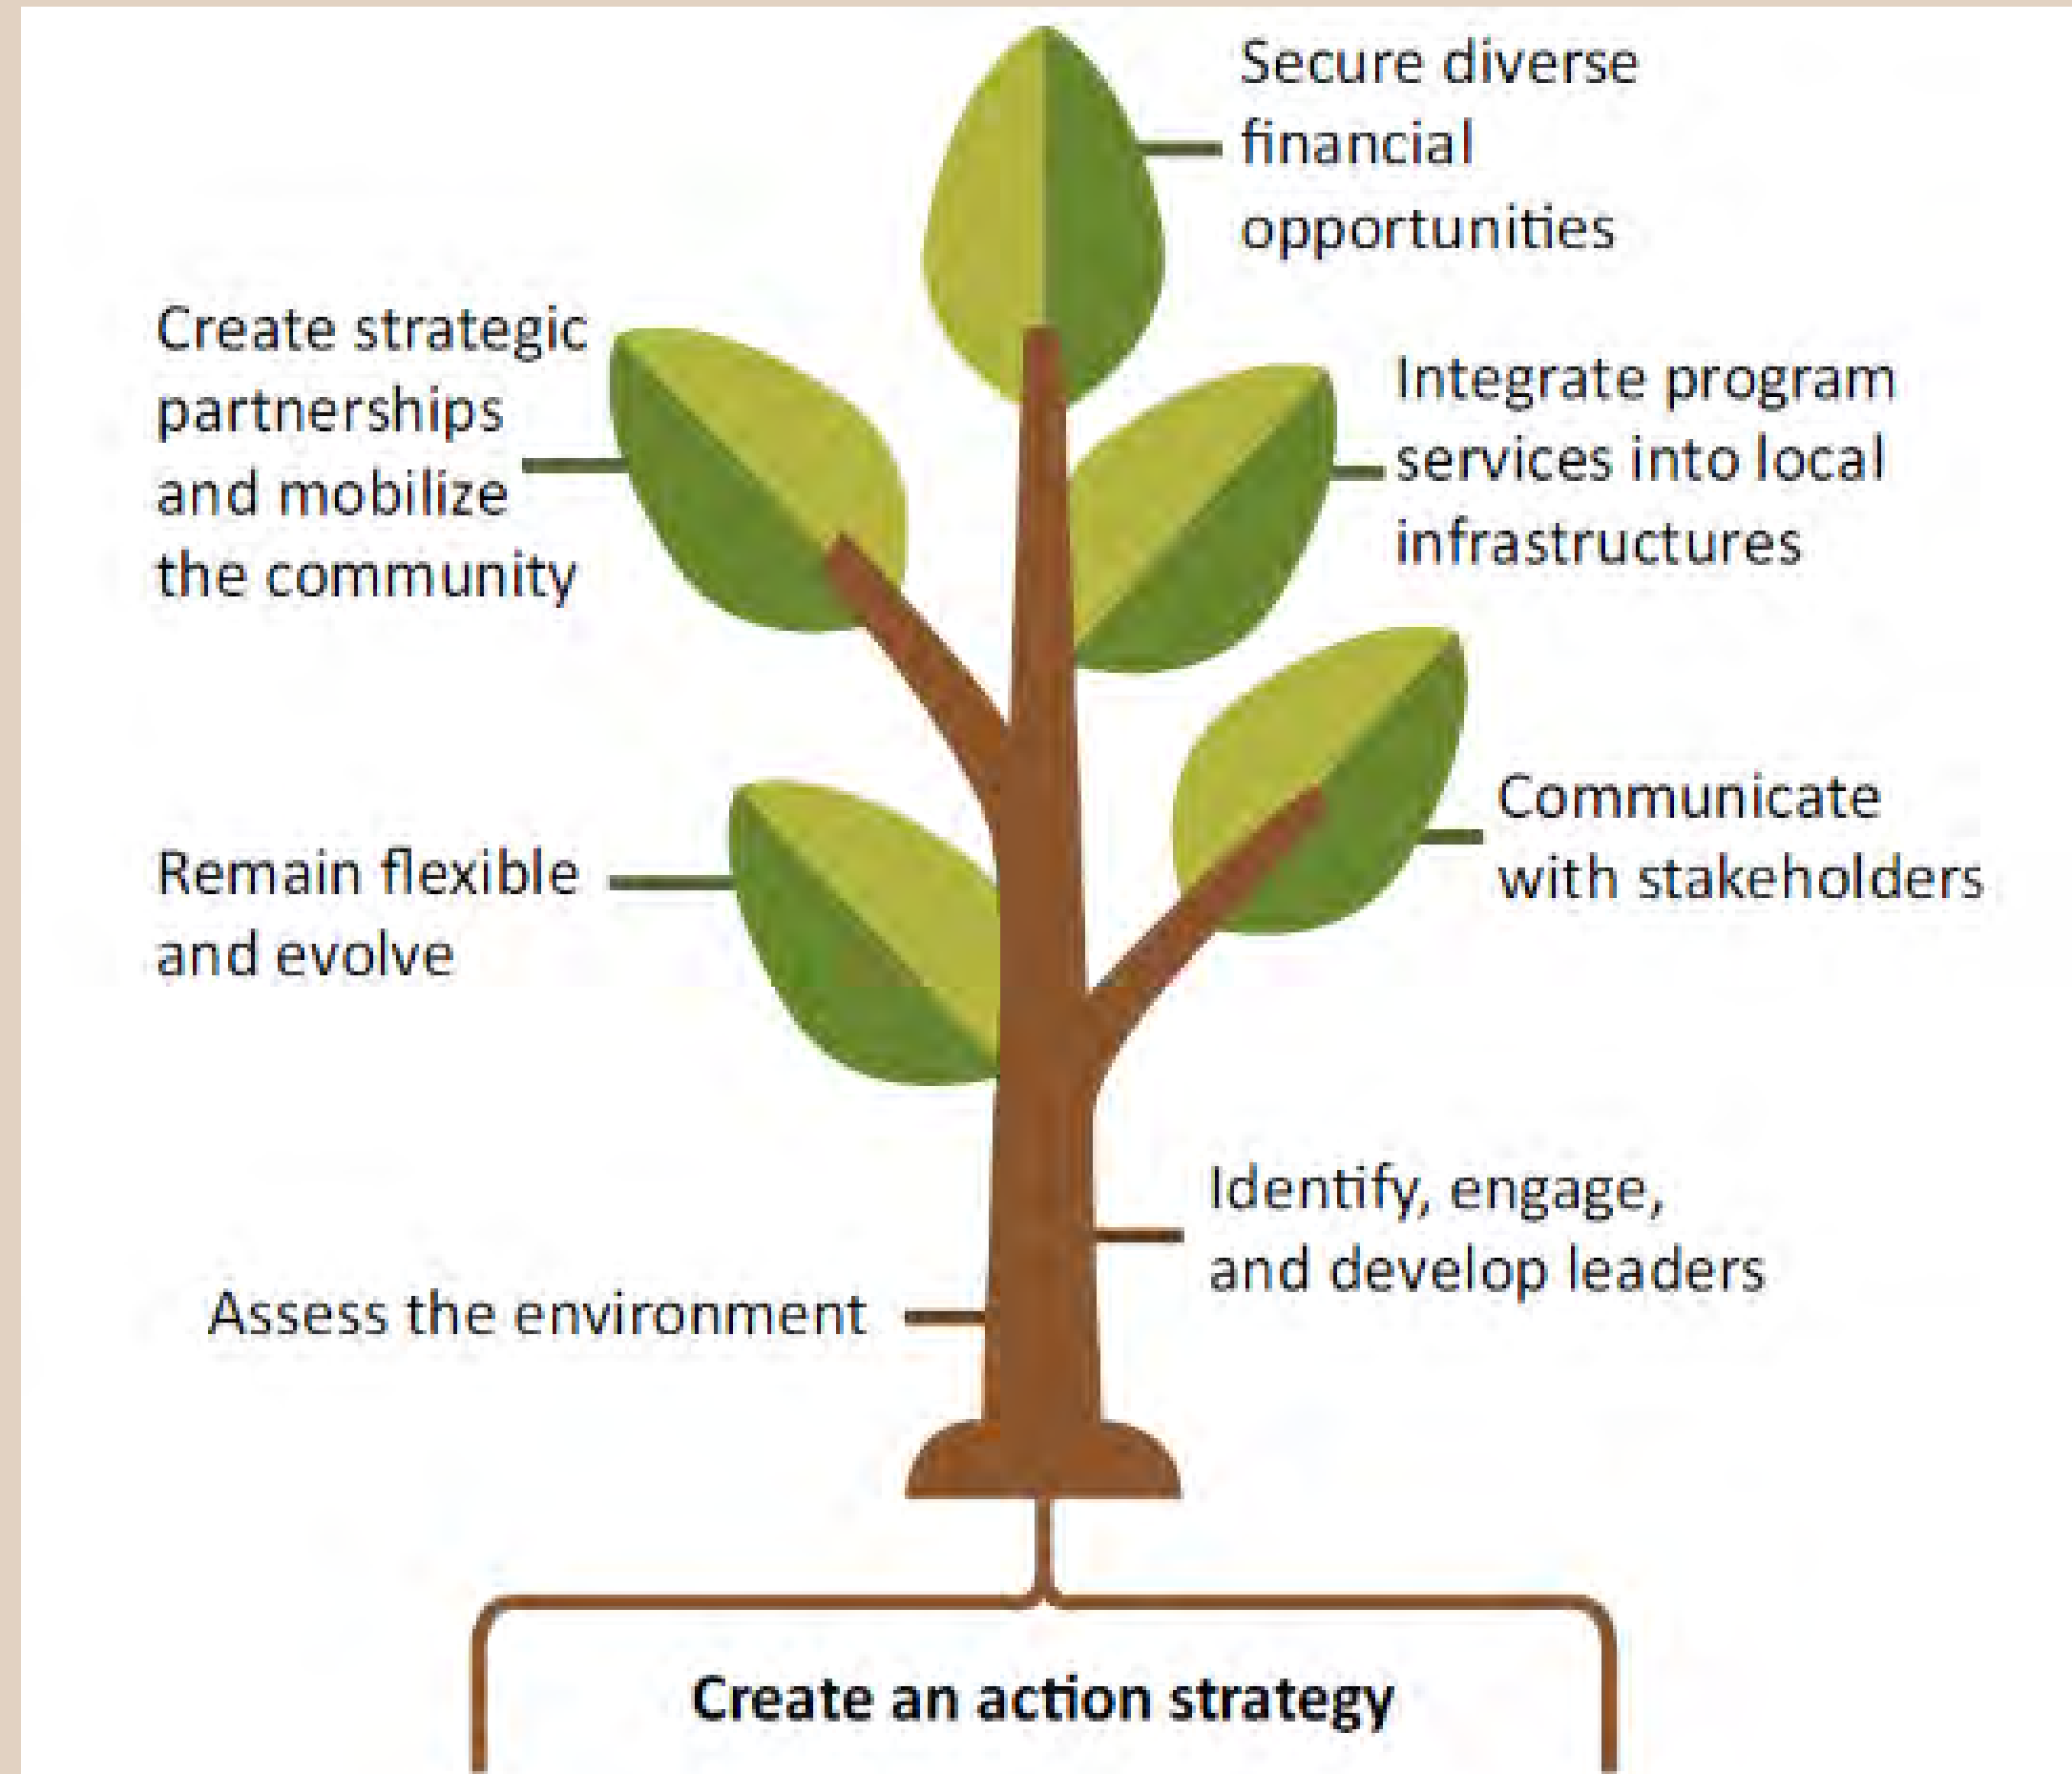 Secure diverse
financial
opportunities
Create strategic
partnerships
and mobilize
the community
Integrate program
services into local
infrastructures
Communicate
with stakeholders
Remain flexible
and evolve
Identify, engage,
and develop leaders
Assess the environment
Create an action strategy